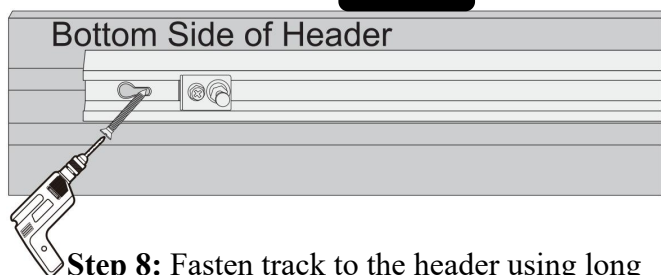 Bottom Side of Header
Step 8: Fasten track to the header using long